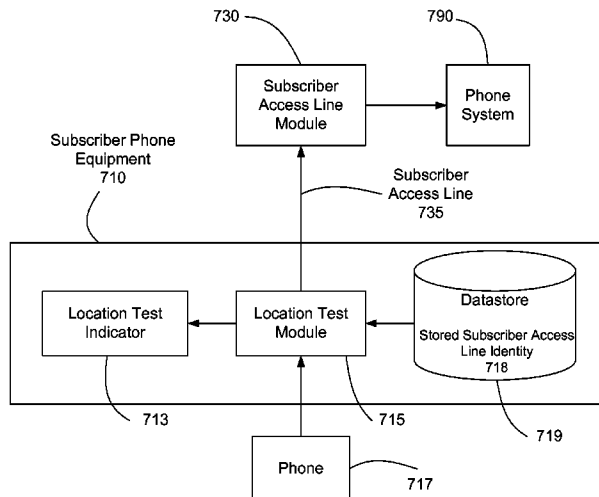 730
790
Subscriber
Access Line
Module
Phone
System
Subscriber Phone
Equipment
710
Subscriber
Access Line
735
Location Test
Indicator
Location Test
Module
Datastore
Stored Subscriber Access
Line Identity
718
713
715
719
Phone
717